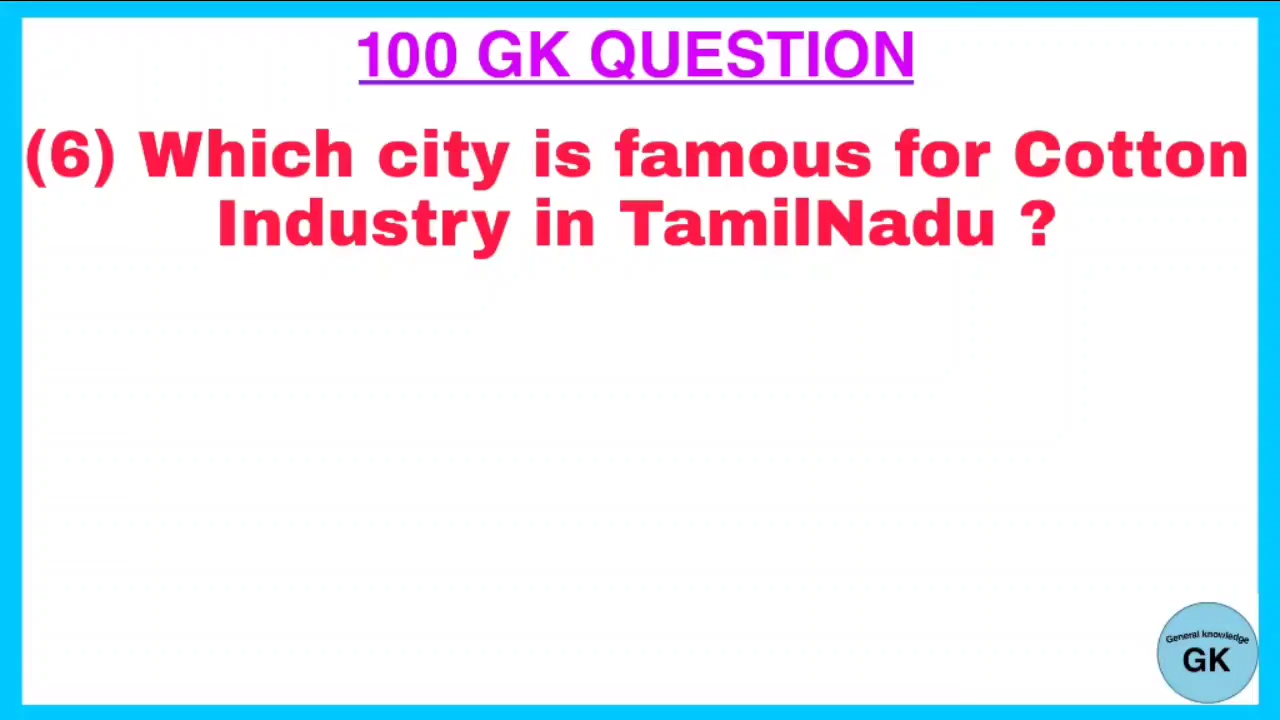 100 GK QUESTION
(6) Which city is famous for Cotton
Industry in TamilNadu ?
General knowledge
GK